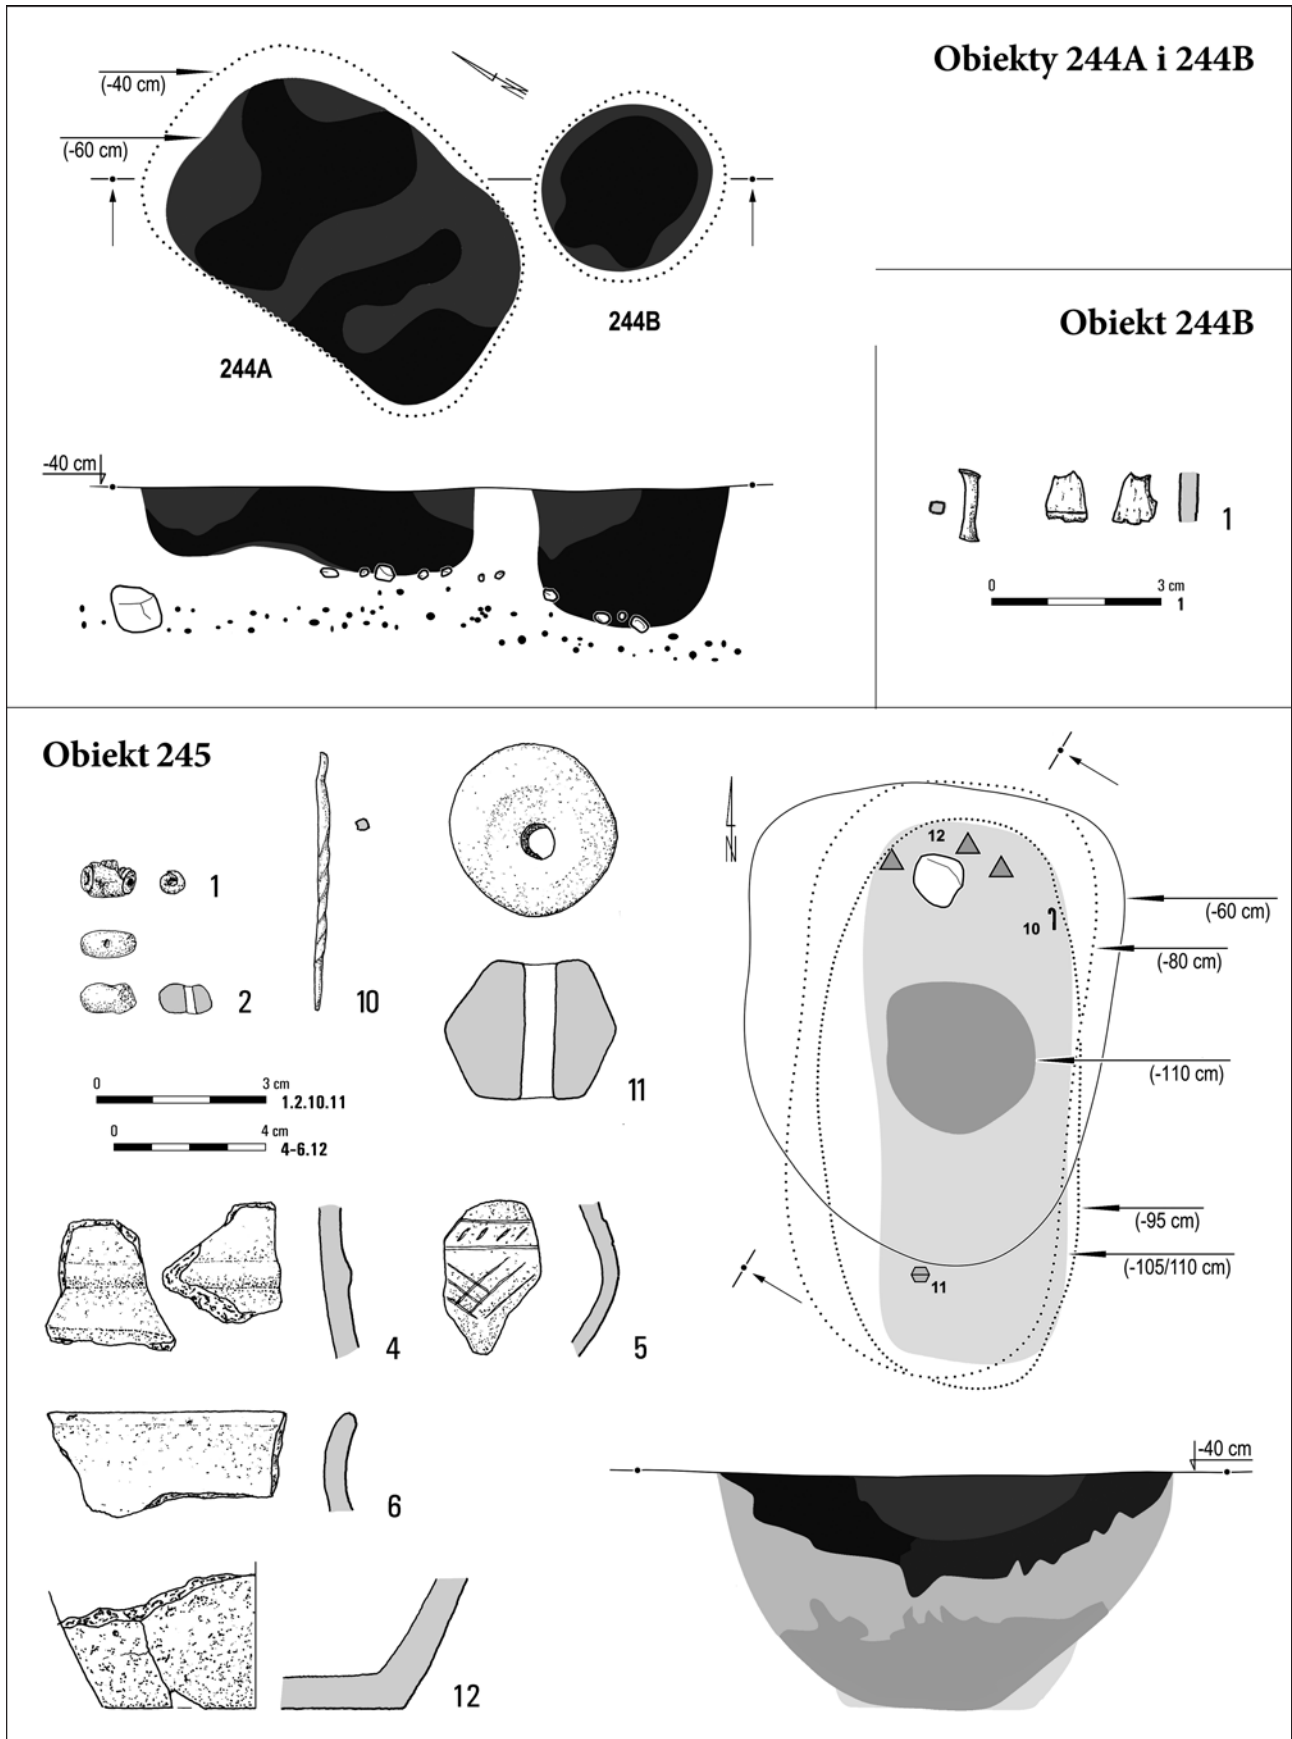 Obiekty 244A i 244B
(-40 cm)
(-60 cm)
N
244A
244B
-40 cm
Obiekt 244B
1
0 3 cm
1
Obiekt 245
1
2
10
11
0 3 cm
1.2.10.11
0 4 cm
4-6.12
4
5
6
12
N
12
10
11
(-60 cm)
(-80 cm)
(-110 cm)
(-95 cm)
(-105/110 cm)
-40 cm